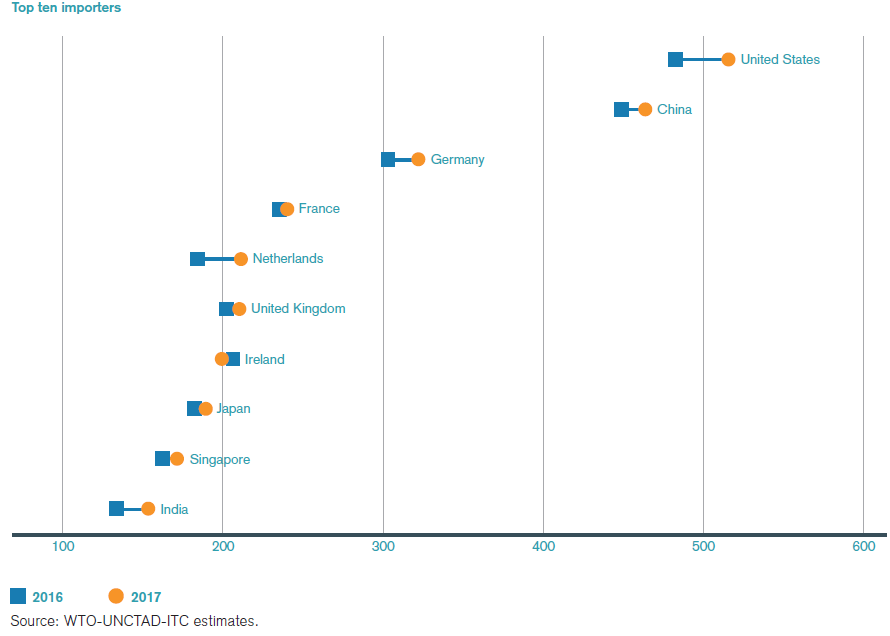 Top ten importers
United States
China
Germany
France
Netherlands
United Kingdom
Ireland
Japan
Singapore
India
100 200 300 400 500 600
2016 2017
Source: WTO-UNCTAD-ITC estimates.